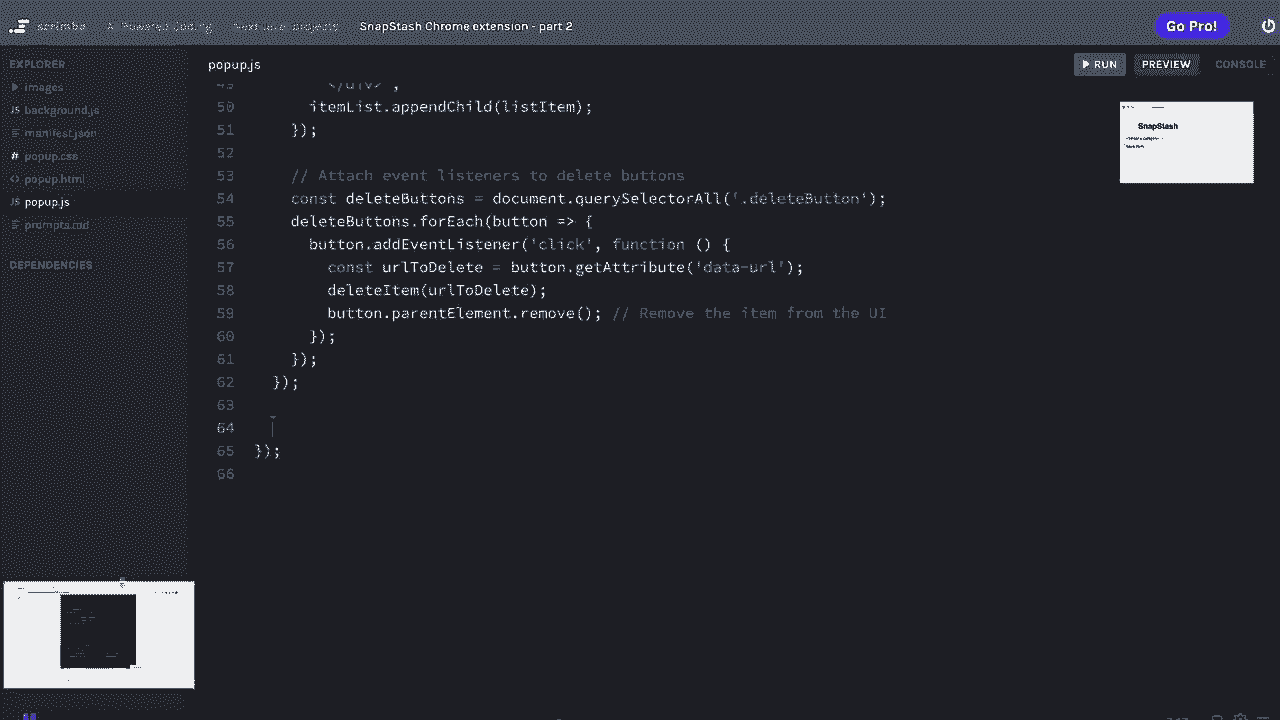 scrimba
AI-Powered Coding
Next level projects
SnapStash Chrome extension - part 2
Go Pro!
EXPLORER
images
JS background.js
manifest.json
# popup.css
<> popup.html
JS popup.js
prompts.md
DEPENDENCIES
popup.js
RUN
PREVIEW
CONSOLE
50 itemList.appendChild(listItem);
51 });
52
53 // Attach event listeners to delete buttons
54 const deleteButtons = document.querySelectorAll('.deleteButton');
55 deleteButtons.forEach(button => {
56 button.addEventListener('click', function () {
57 const urlToDelete = button.getAttribute('data-url');
58 deleteItem(urlToDelete);
59 button.parentElement.remove(); // Remove the item from the UI
60 });
61 });
62 });
63
64
65 });
66
SnapStash